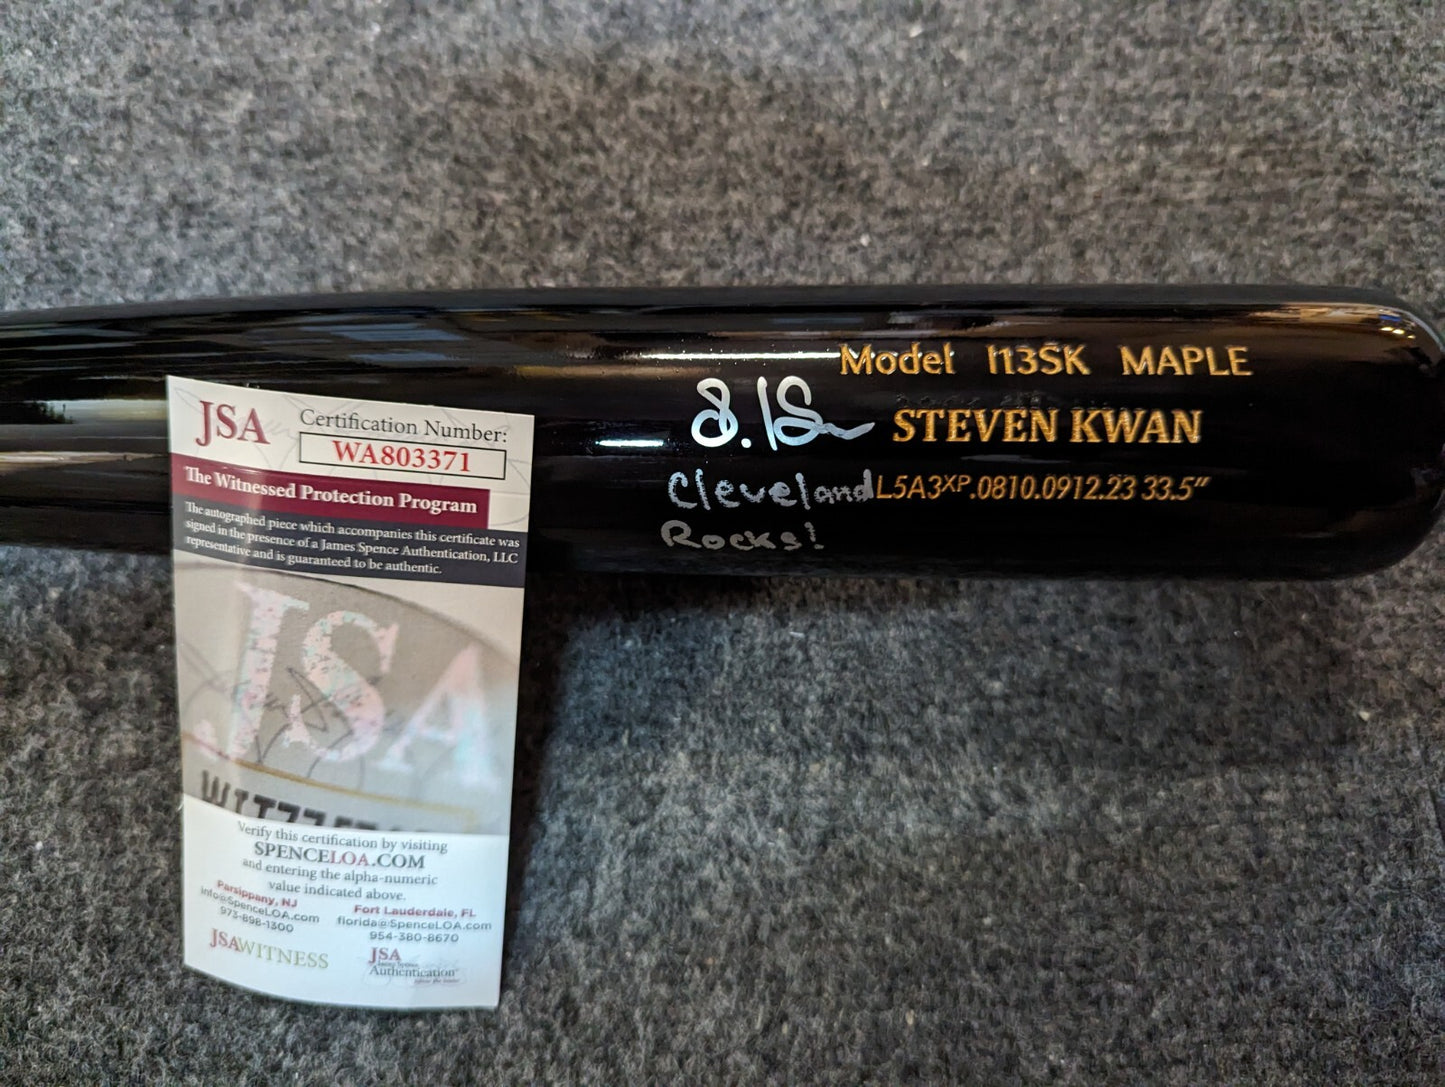 JSA
Certification Number:
WA803371
The Witnessed Protection Program
The autographed piece which accompanies this certificate was
signed in the presence of a James Spence Authentication, LLC
representative and is guaranteed to be authentic.
JSA
Verify this certification by visiting
SPENCELOA.COM
and entering the alpha-numeric
value indicated above.
Parsippany, NJ
info@SpenceLOA.com
973-898-1300
Fort Lauderdale, FL
florida@SpenceLOA.com
954-380-8670
JSAWITNESS
JSA
Authentication
Model I13SK MAPLE
STEVEN KWAN
L5A3XP.0810.0912.23 33.5"
Cleveland
Rocks!